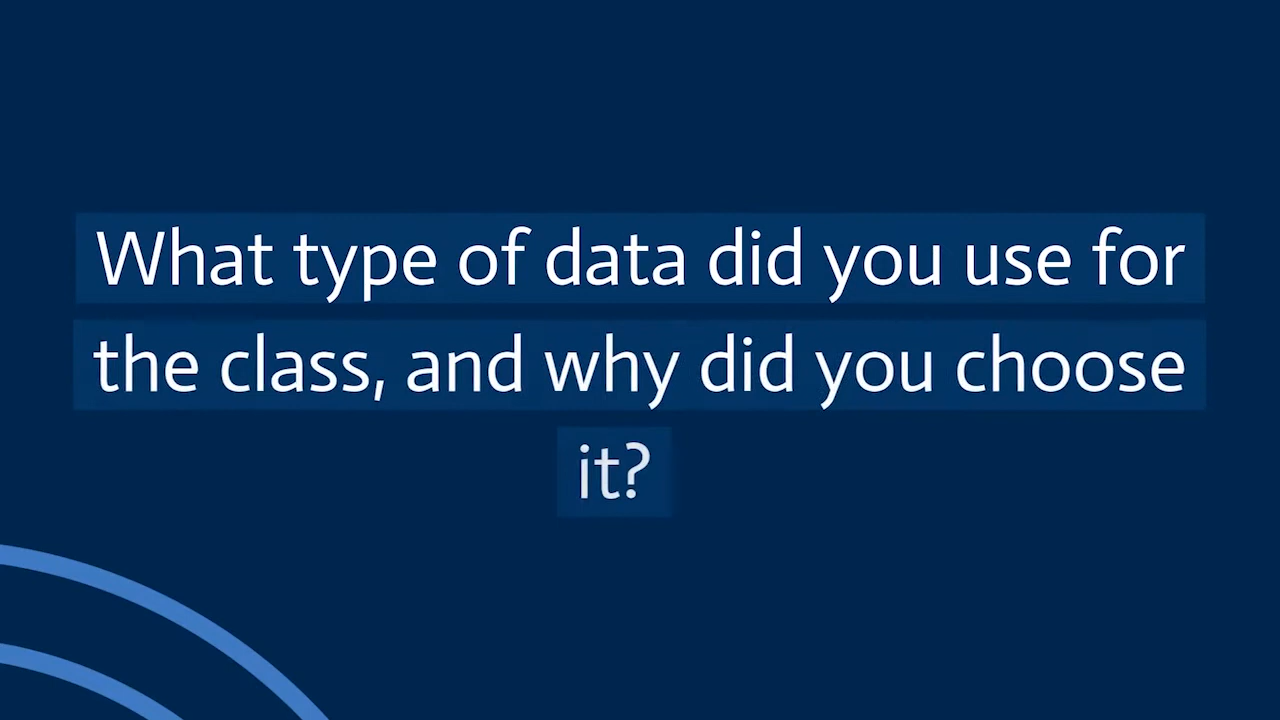 What type of data did you use for
the class, and why did you choose
it?